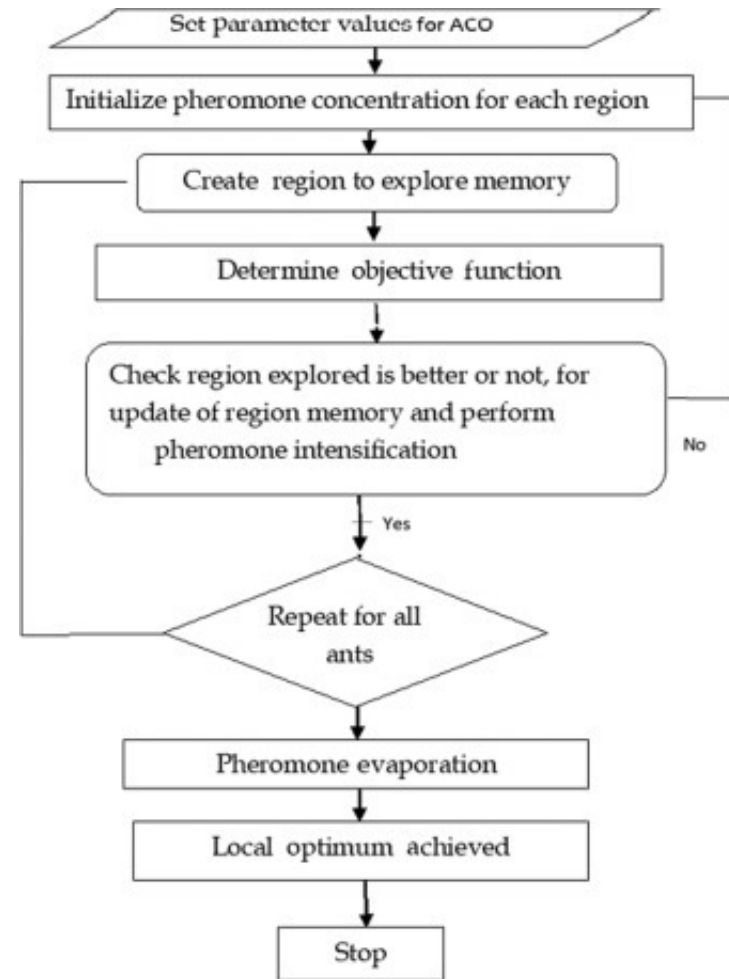 Set parameter values for ACO
Initialize pheromone concentration for each region
Create region to explore memory
Determine objective function
Check region explored is better or not, for
update of region memory and perform
pheromone intensification
No
Yes
Repeat for all
ants
Pheromone evaporation
Local optimum achieved
Stop